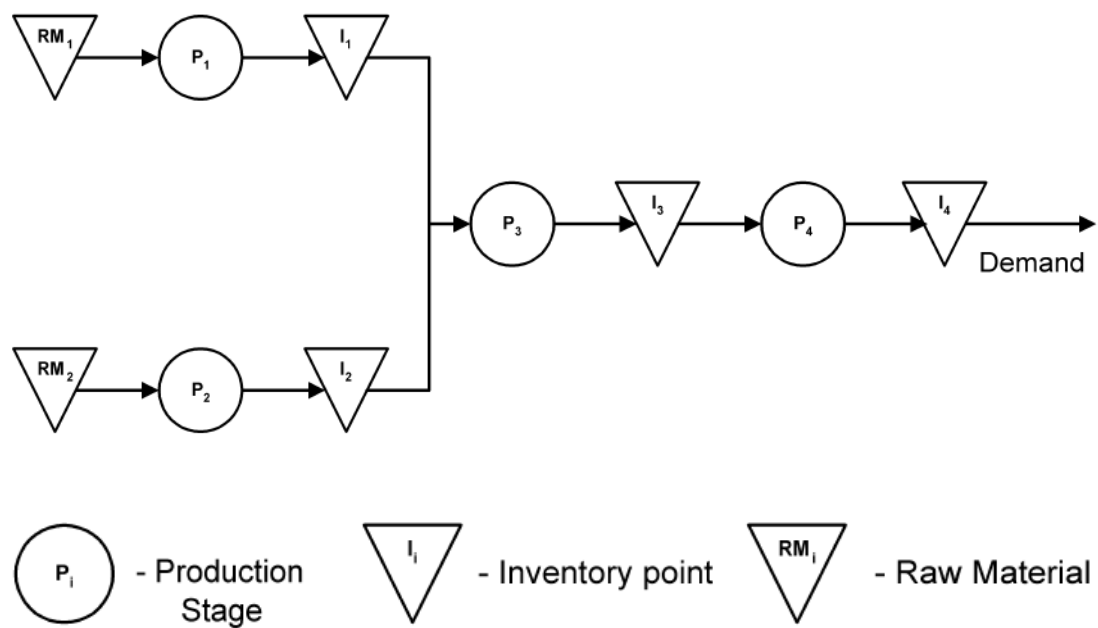 RM₁
P₁
I₁
P₃
I₃
P₄
I₄
Demand
RM₂
P₂
I₂
Pᵢ - Production
Stage
Iᵢ - Inventory point
RMᵢ - Raw Material